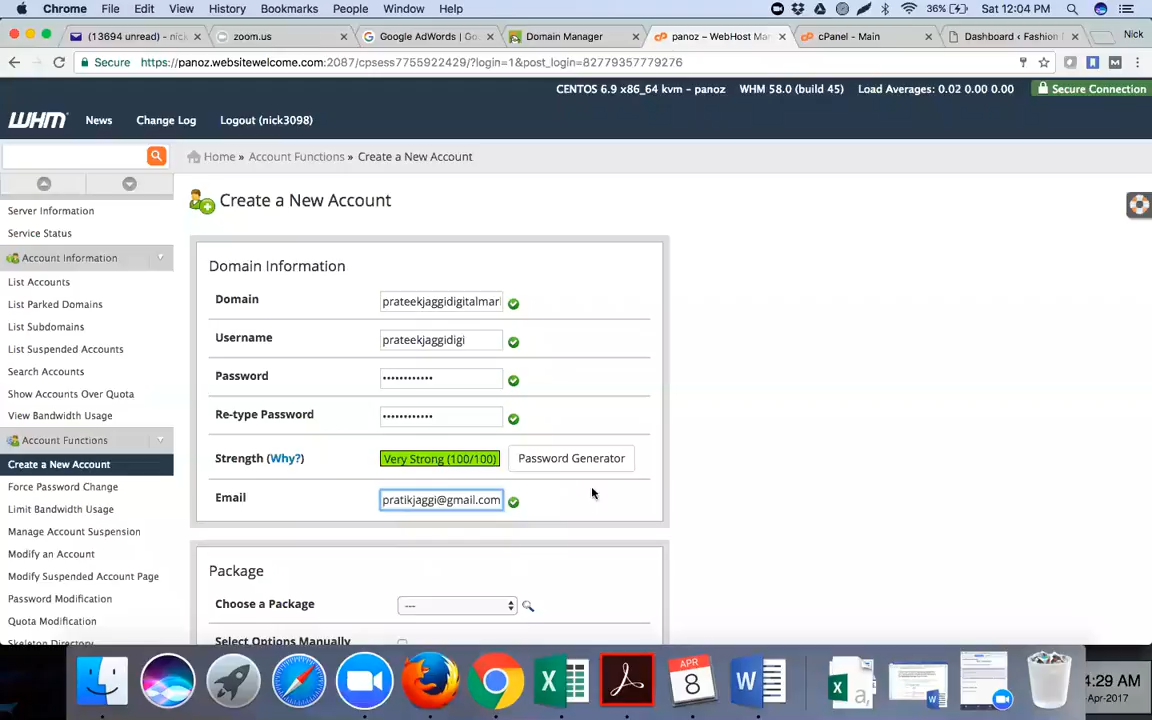 Chrome File Edit View History Bookmarks People Window Help 36% Sat 12:04 PM
(13694 unread) - nick × zoom.us × Google AdWords | Go × Domain Manager × panoz – WebHost Ma × cPanel - Main × Dashboard ‹ Fashion × Nick
Secure https://panoz.websitewelcome.com:2087/cpsess7755922429/?login=1&post_login=82779357779276
CENTOS 6.9 x86_64 kvm – panoz WHM 58.0 (build 45) Load Averages: 0.02 0.00 0.00 Secure Connection
WHM News Change Log Logout (nick3098)
Home » Account Functions » Create a New Account
Create a New Account
Server Information
Service Status
Account Information
List Accounts
List Parked Domains
List Subdomains
List Suspended Accounts
Search Accounts
Show Accounts Over Quota
View Bandwidth Usage
Account Functions
Create a New Account
Force Password Change
Limit Bandwidth Usage
Manage Account Suspension
Modify an Account
Modify Suspended Account Page
Password Modification
Quota Modification
Skeleton Directory
Domain Information
Domain prateekjaggidigitalmar
Username prateekjaggidigi
Password ••••••••••••
Re-type Password ••••••••••••
Strength (Why?) Very Strong (100/100) Password Generator
Email pratikjaggi@gmail.com
Package
Choose a Package ---
Select Options Manually
APR
8
X
W
X
a
W
4:29 AM
-Apr-2017